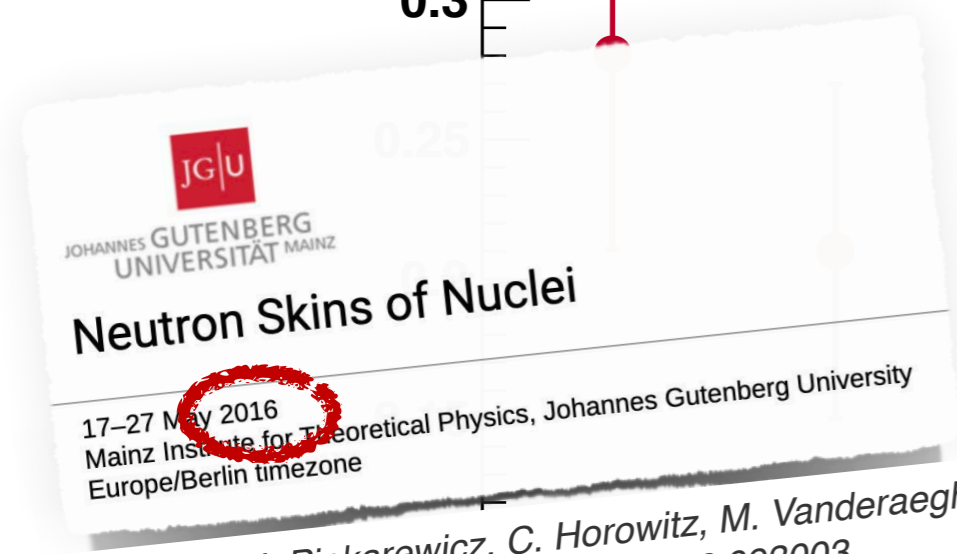 0.3
0.25
JG|U
JOHANNES GUTENBERG
UNIVERSITÄT MAINZ
Neutron Skins of Nuclei
17–27 May 2016
Mainz Institute for Theoretical Physics, Johannes Gutenberg University
Europe/Berlin timezone
C. Horowitz, M.